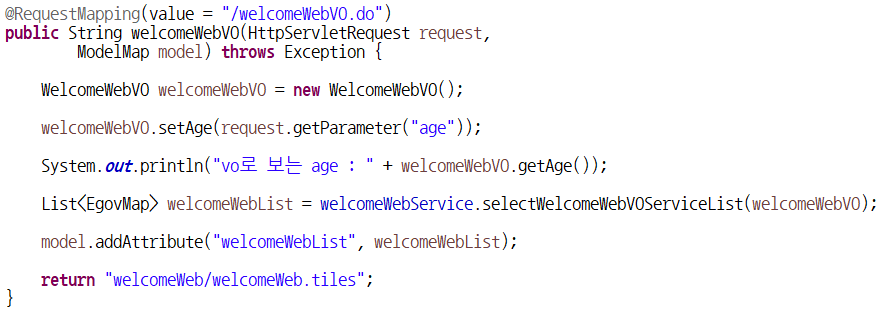 @RequestMapping(value = "/welcomeWebVO.do")
public String welcomeWebVO(HttpServletRequest request,
ModelMap model) throws Exception {
WelcomeWebVO welcomeWebVO = new WelcomeWebVO();
welcomeWebVO.setAge(request.getParameter("age"));
System.out.println("vo로 보는 age : " + welcomeWebVO.getAge());
List<EgovMap> welcomeWebList = welcomeWebService.selectWelcomeWebVOServiceList(welcomeWebVO);
model.addAttribute("welcomeWebList", welcomeWebList);
return "welcomeWeb/welcomeWeb.tiles";
}